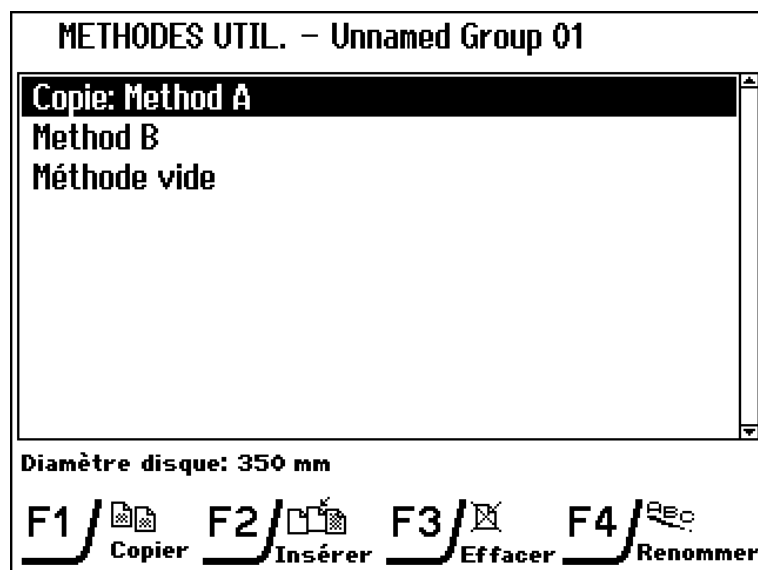 METHODES UTIL. – Unnamed Group 01
Copie: Method A
Method B
Méthode vide
Diamètre disque: 350 mm
F1 Copier F2 Insérer F3 Effacer F4 ABC Renommer